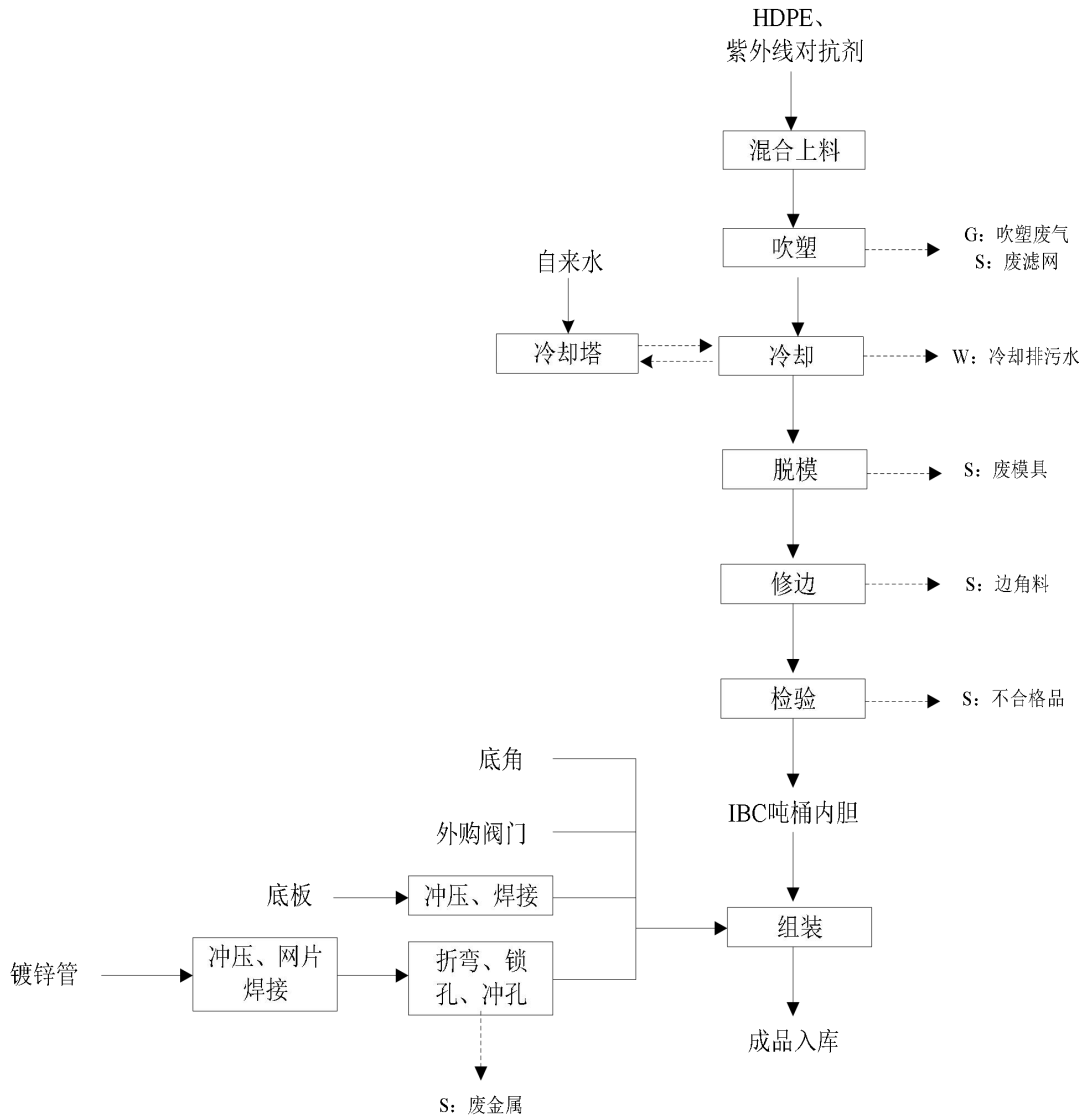 HDPE、
紫外线对抗剂
混合上料
吹塑
G：吹塑废气
S：废滤网
自来水
冷却塔
冷却
W：冷却排污水
脱模
S：废模具
修边
S：边角料
检验
S：不合格品
底角
IBC吨桶内胆
外购阀门
底板
冲压、焊接
组装
镀锌管
冲压、网片
焊接
折弯、锁
孔、冲孔
成品入库
S：废金属